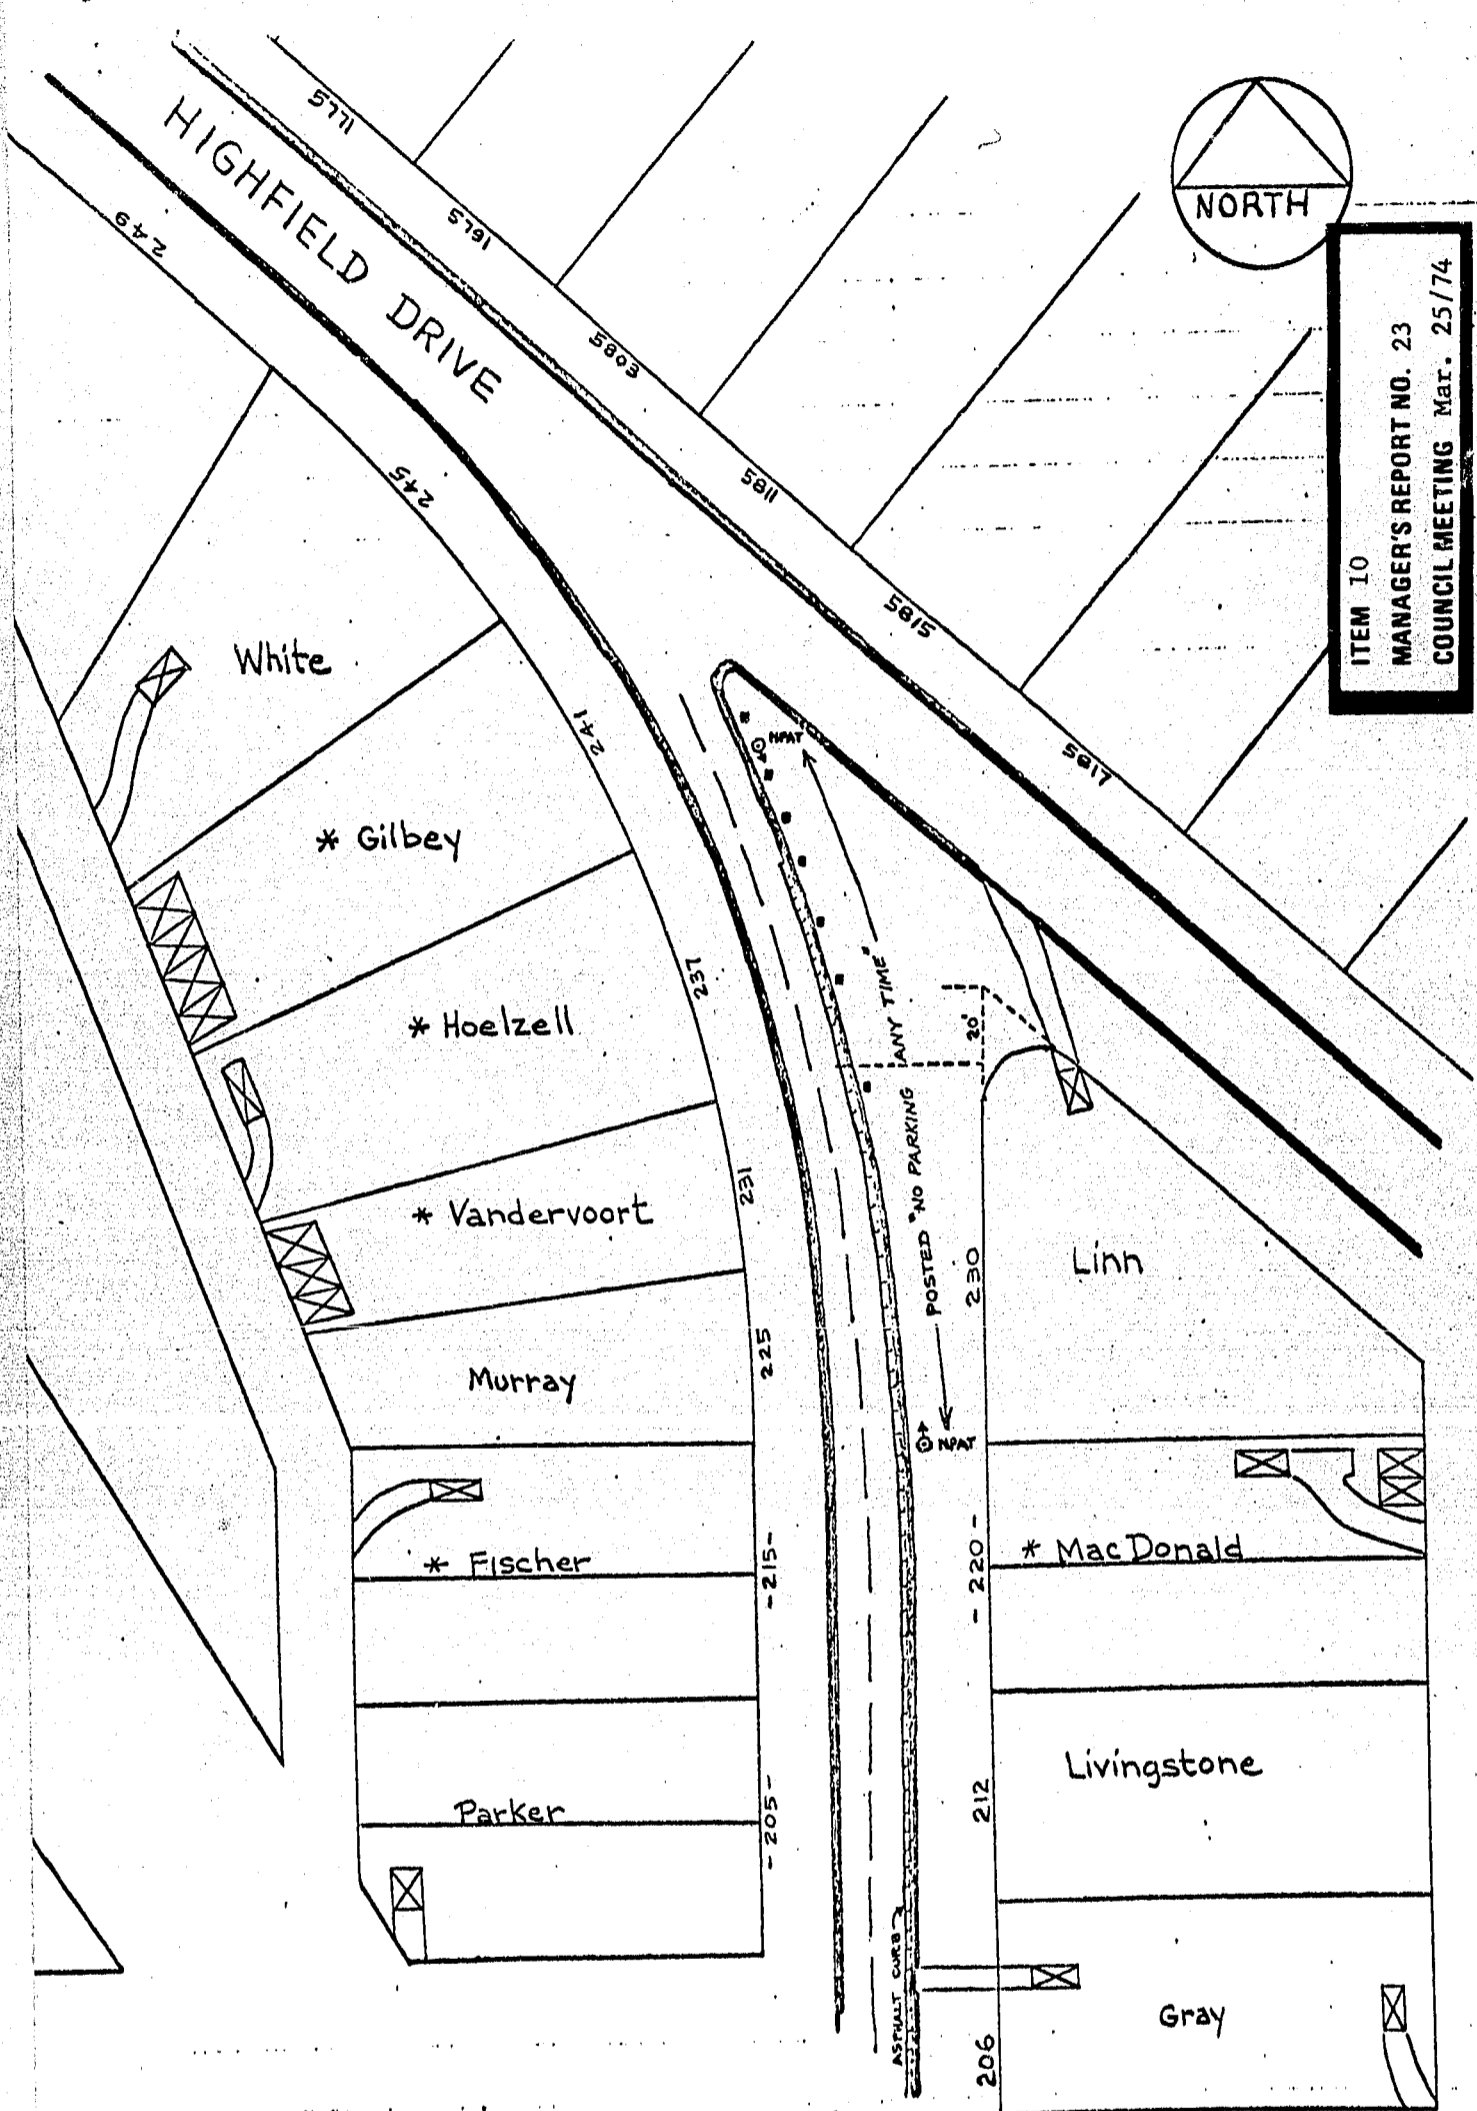 HIGHFIELD DRIVE
NORTH
ITEM 10
MANAGER'S REPORT NO. 23
COUNCIL MEETING Mar. 25/74
5771
5791
5803
5811
5815
5817
249
245
241
237
231
225
-215-
-205-
White
* Gilbey
* Hoelzell
* Vandervoort
Murray
* Fischer
Parker
NPAT
POSTED "NO PARKING ANY TIME"
20'
NPAT
230
- 220 -
212
206
Linn
* MacDonald
Livingstone
Gray
ASPHALT CURB